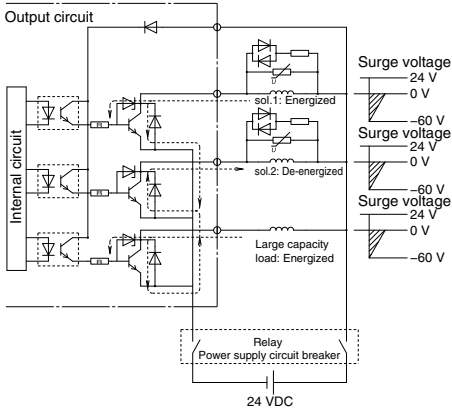 Output circuit
Internal circuit
sol.1: Energized
Surge voltage
24 V
0 V
–60 V
sol.2: De-energized
Surge voltage
24 V
0 V
–60 V
Large capacity
load: Energized
Surge voltage
24 V
0 V
–60 V
Relay
Power supply circuit breaker
24 VDC